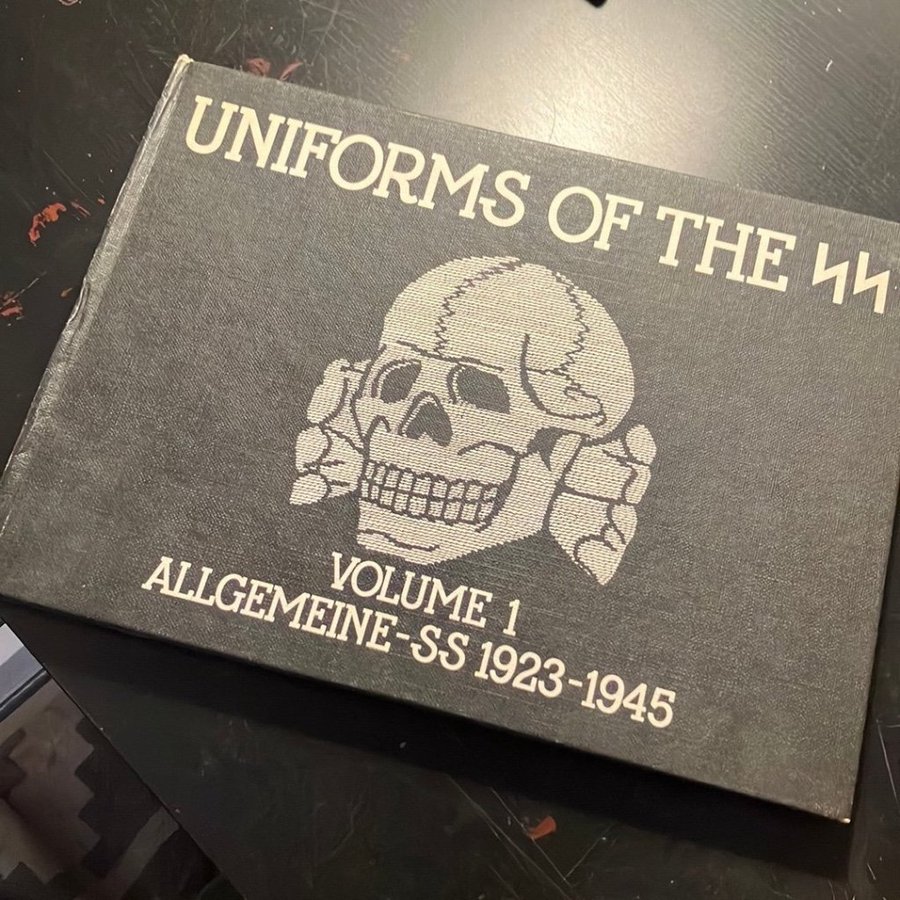 UNIFORMS OF THE ᛋᛋ
VOLUME 1
ALLGEMEINE-SS 1923-1945